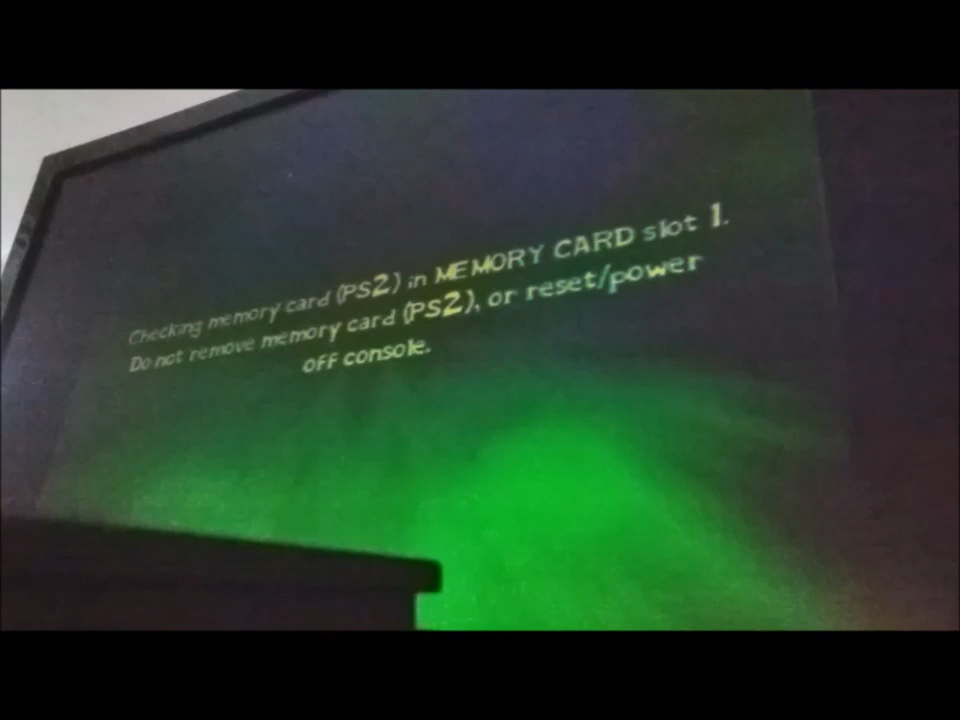 Checking memory card (PS2) in MEMORY CARD slot 1.
Do not remove memory card (PS2), or reset/power
off console.